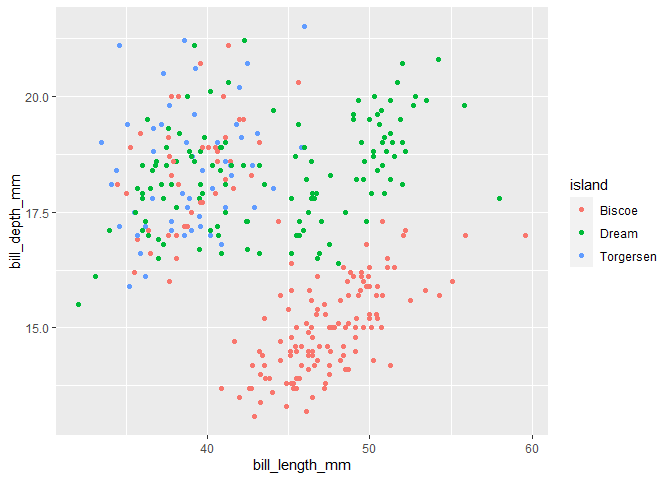 20.0
17.5
15.0
bill_depth_mm
40
50
60
bill_length_mm
island
Biscoe
Dream
Torgersen